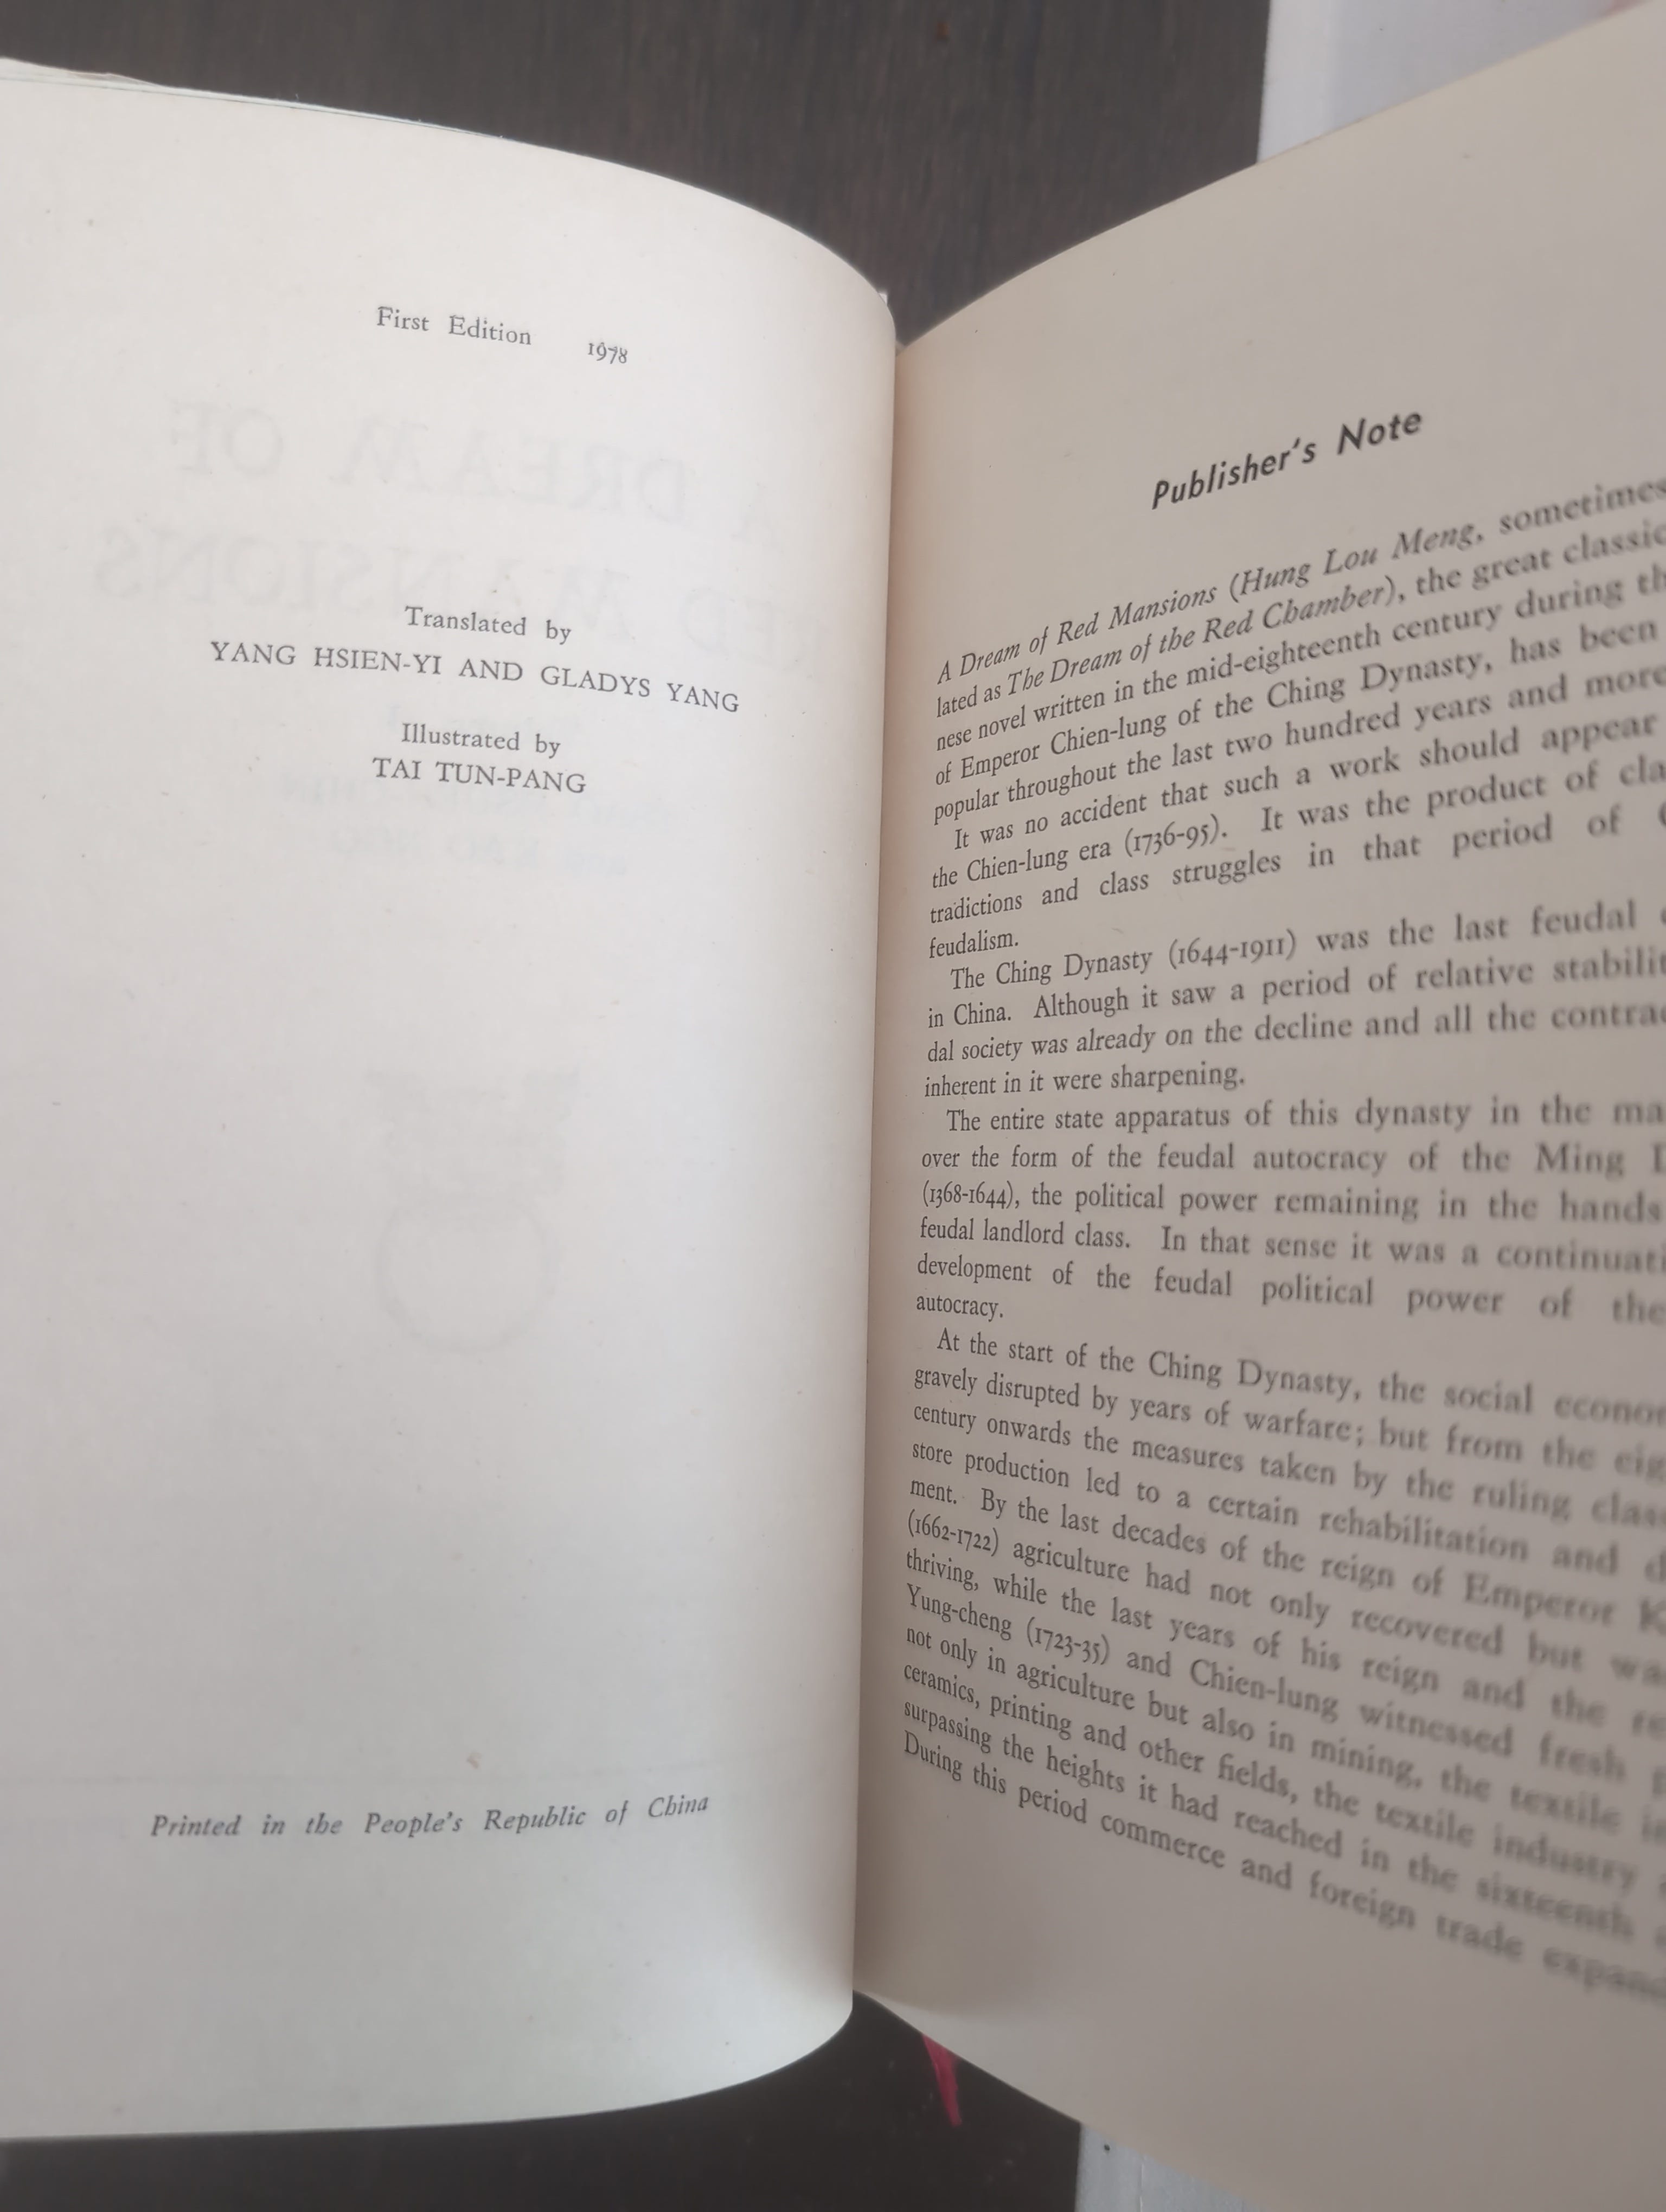 First Edition 1978
Translated by
YANG HSIEN-YI AND GLADYS YANG
Illustrated by
TAI TUN-PANG
Printed in the People's Republic of China
Publisher's Note
A Dream of Red Mansions (Hung Lou Meng, sometimes
lated as The Dream of the Red Chamber), the great classic
nese novel written in the mid-eighteenth century during
of Emperor Chien-lung of the Ching Dynasty, has been
popular throughout the last two hundred years and more
It was no accident that such a work should appear
the Chien-lung era (1736-95). It was the product of
tradictions and class struggles in that period of
feudalism.
The Ching Dynasty (1644-1911) was the last feudal
in China. Although it saw a period of relative
dal society was already on the decline and all the
inherent in it were sharpening.
The entire state apparatus of this dynasty in the
over the form of the feudal autocracy of the Ming
(1368-1644), the political power remaining in the hands
feudal landlord class. In that sense it was a
development of the feudal political power of the
autocracy.
At the start of the Ching Dynasty, the social
gravely disrupted by years of warfare; but from the
century onwards the measures taken by the ruling
store production led to a certain rehabilitation and
ment. By the last decades of the reign of Emperor
(1662-1722) agriculture had not only recovered but
thriving, while the last years of his reign and the
Yung-cheng (1723-35) and Chien-lung witnessed fresh
not only in agriculture but also in mining, the textile
ceramics, printing and other fields, the textile industry
surpassing the heights it had reached in the sixteenth
During this period commerce and foreign trade